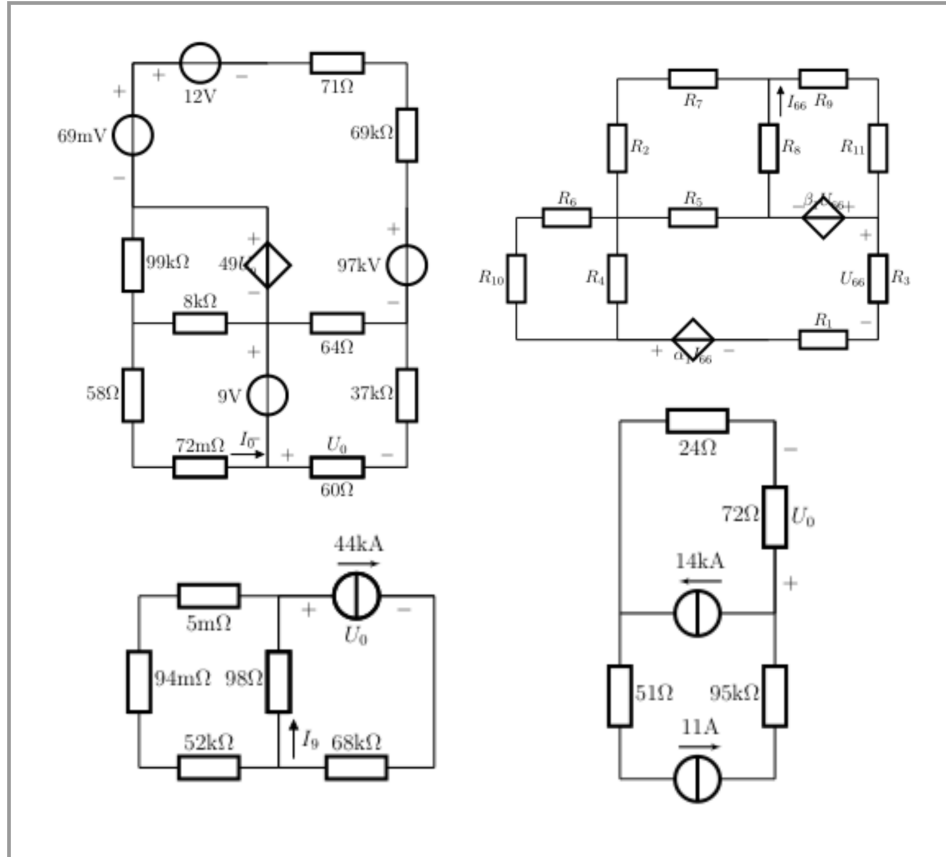 12V
71Ω
69mV
69kΩ
99kΩ
97kV
8kΩ
64Ω
58Ω
9V
37kΩ
72mΩ
I₀
U₀
60Ω
R₇
I₆₆
R₉
R₂
R₈
R₁₁
R₆
R₅
R₁₀
R₄
U₆₆
R₃
R₁
24Ω
72Ω
U₀
14kA
51Ω
95kΩ
11A
44kA
5mΩ
U₀
94mΩ
98Ω
52kΩ
I₉
68kΩ